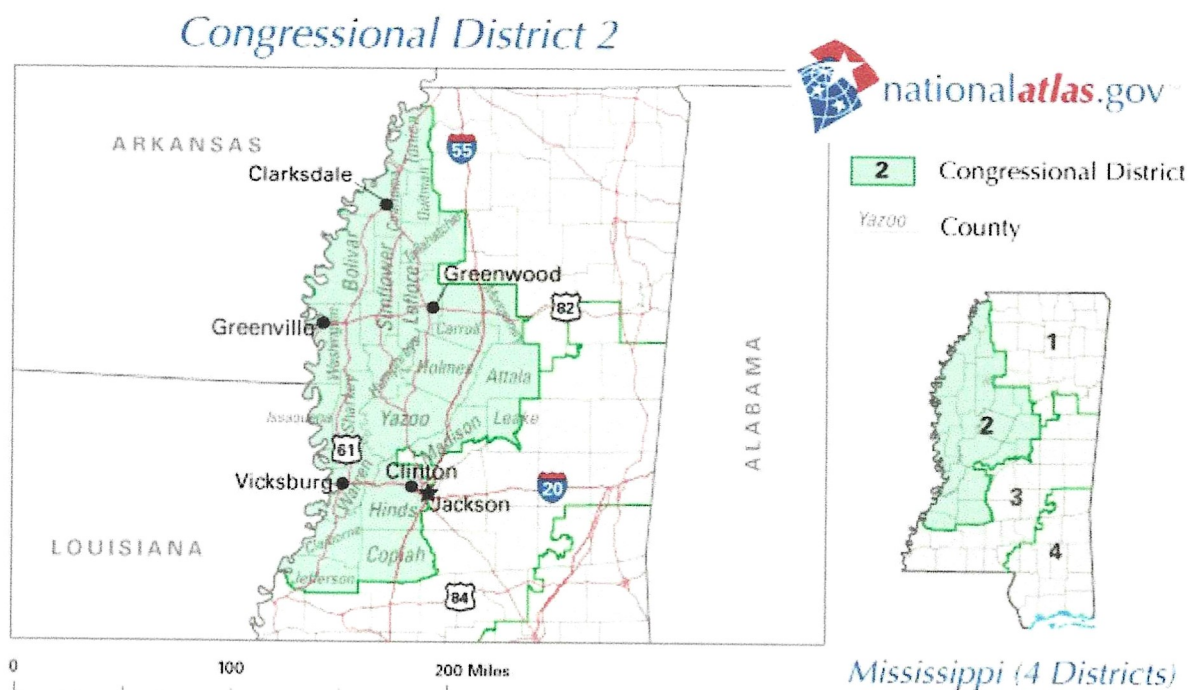 Congressional District 2
nationalatlas.gov
ARKANSAS
55
Clarksdale
2 Congressional District
Yazoo County
Tunica
Coahoma
Quitman
Bolivar
Sunflower
Tallahatchie
Leflore
Greenwood
82
Montgomery
Greenville
Washington
Carroll
Humphreys
Holmes
Attala
Issaquena
Sharkey
Yazoo
Leake
Madison
61
Vicksburg
Warren
Clinton
Jackson
20
Hinds
LOUISIANA
Claiborne
Copiah
Jefferson
84
ALABAMA
1
2
3
4
0 100 200 Miles
Mississippi (4 Districts)